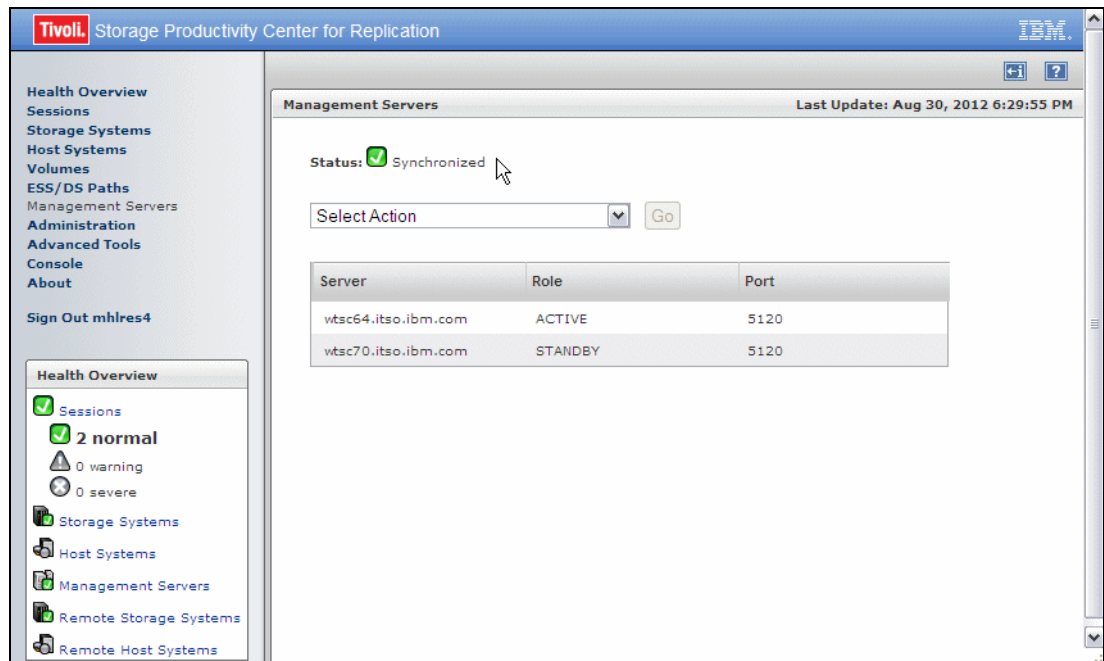 Tivoli. Storage Productivity Center for Replication
IBM.
Health Overview
Sessions
Storage Systems
Host Systems
Volumes
ESS/DS Paths
Management Servers
Administration
Advanced Tools
Console
About
Sign Out mhlres4
Health Overview
Sessions
2 normal
0 warning
0 severe
Storage Systems
Host Systems
Management Servers
Remote Storage Systems
Remote Host Systems
i ?
Management Servers Last Update: Aug 30, 2012 6:29:55 PM
Status: Synchronized
Select Action Go
Server Role Port
wtsc64.itso.ibm.com ACTIVE 5120
wtsc70.itso.ibm.com STANDBY 5120